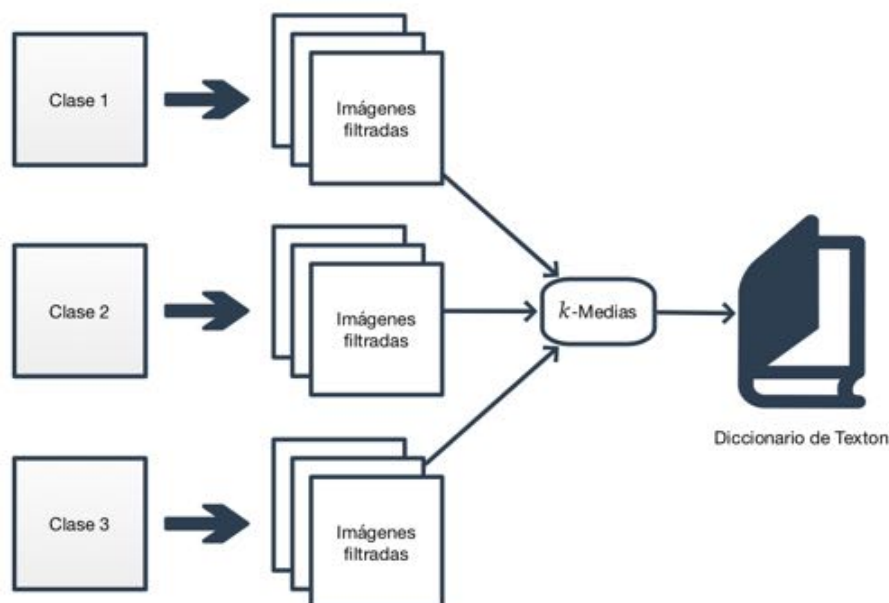 Clase 1
Imágenes
filtradas
Clase 2
Imágenes
filtradas
k-Medias
Diccionario de Texton
Clase 3
Imágenes
filtradas